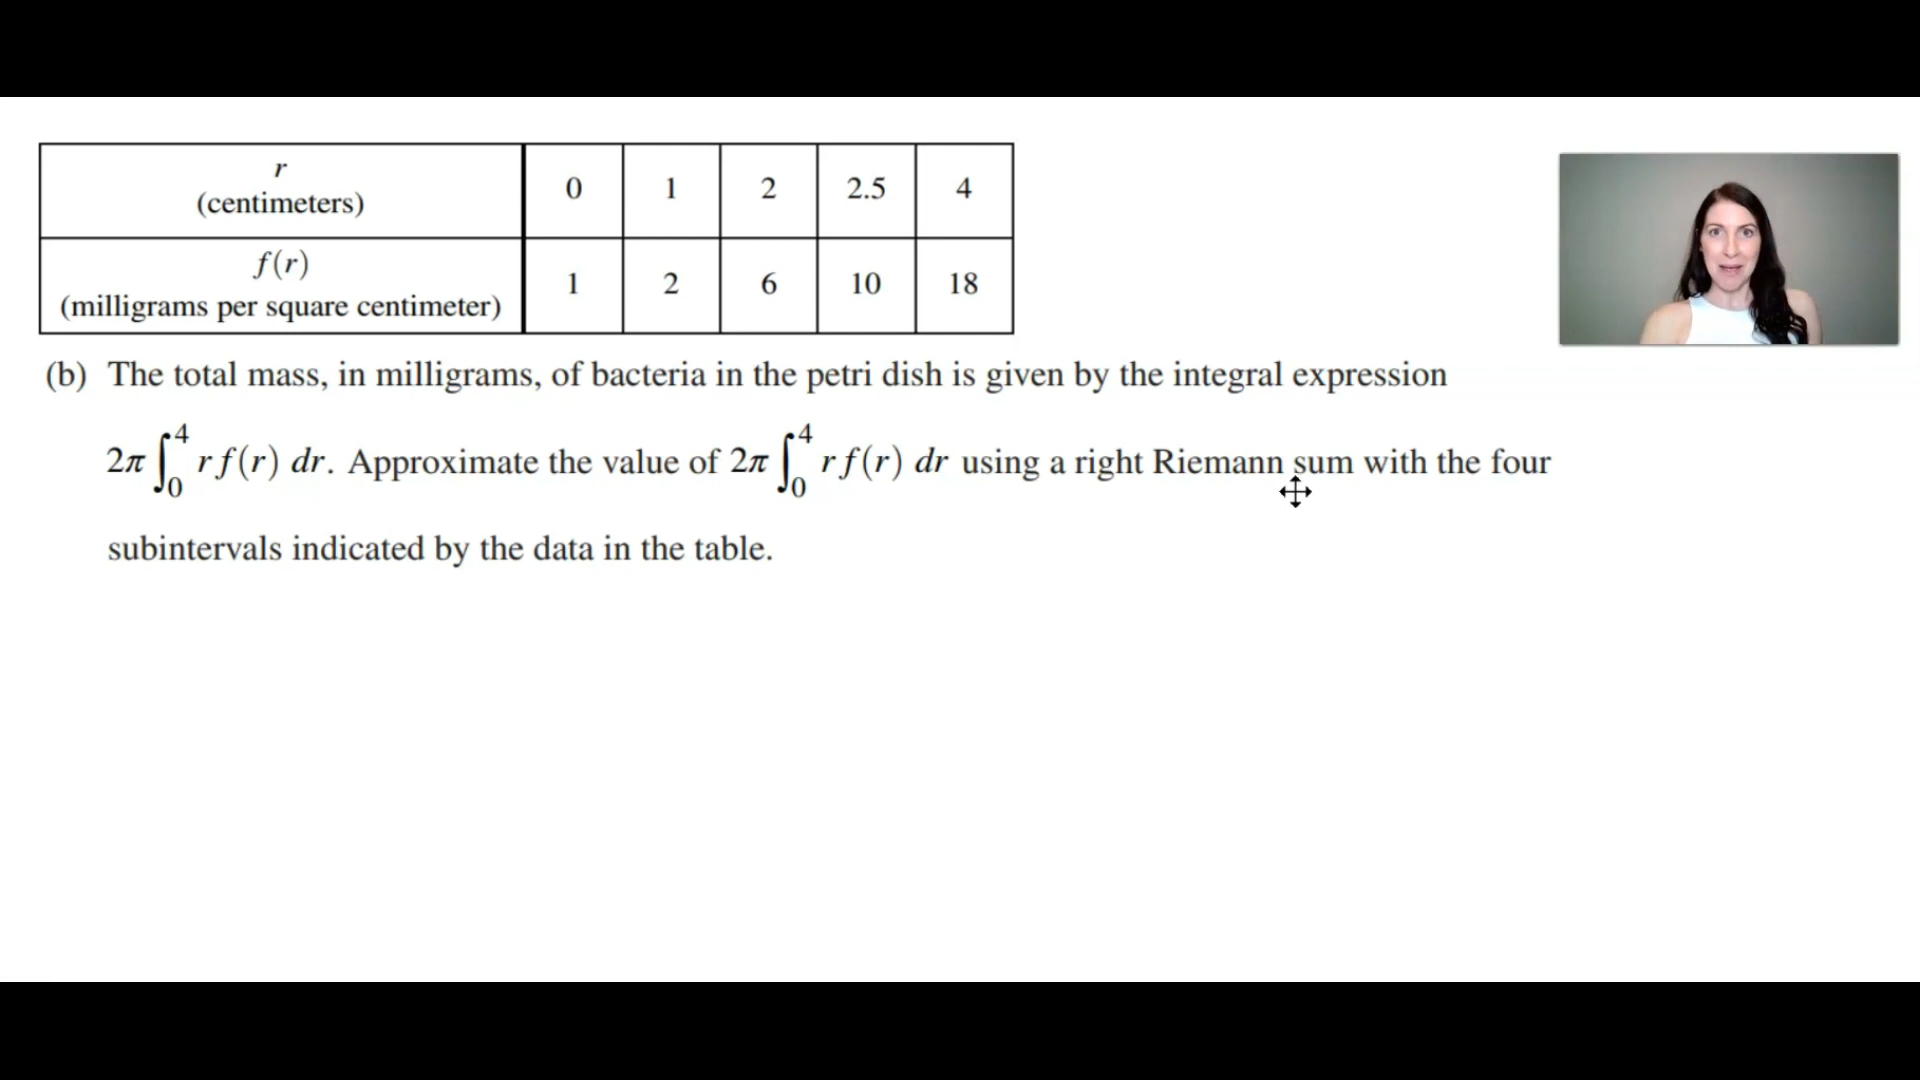 r
(centimeters)
0 1 2 2.5 4
f(r)
(milligrams per square centimeter)
1 2 6 10 18
(b) The total mass, in milligrams, of bacteria in the petri dish is given by the integral expression
2π ∫₀⁴ r f(r) dr. Approximate the value of 2π ∫₀⁴ r f(r) dr using a right Riemann sum with the four
subintervals indicated by the data in the table.